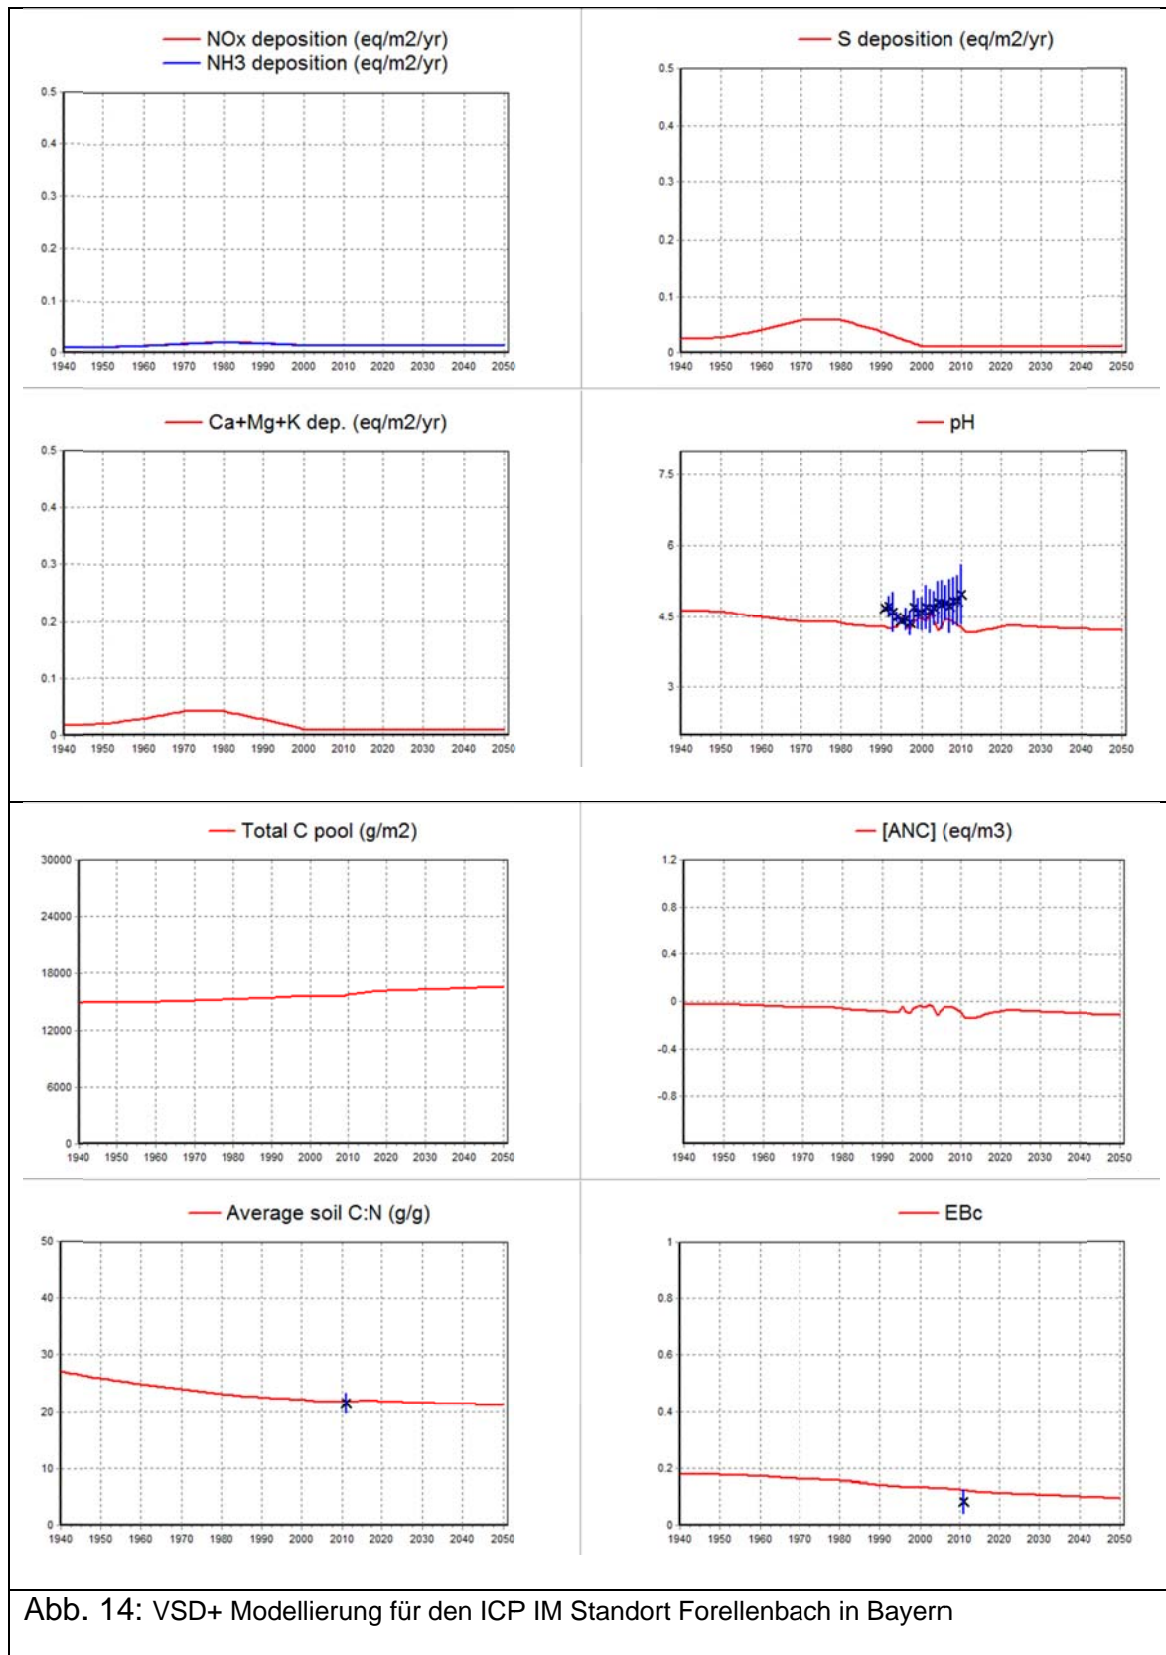 NOx deposition (eq/m2/yr)
NH3 deposition (eq/m2/yr)
0.5
0.4
0.3
0.2
0.1
0
1940 1950 1960 1970 1980 1990 2000 2010 2020 2030 2040 2050
S deposition (eq/m2/yr)
0.5
0.4
0.3
0.2
0.1
0
1940 1950 1960 1970 1980 1990 2000 2010 2020 2030 2040 2050
Ca+Mg+K dep. (eq/m2/yr)
0.5
0.4
0.3
0.2
0.1
0
1940 1950 1960 1970 1980 1990 2000 2010 2020 2030 2040 2050
pH
7.5
6
4.5
3
1940 1950 1960 1970 1980 1990 2000 2010 2020 2030 2040 2050
Total C pool (g/m2)
30000
24000
18000
12000
6000
0
1940 1950 1960 1970 1980 1990 2000 2010 2020 2030 2040 2050
[ANC] (eq/m3)
1.2
0.8
0.4
0
-0.4
-0.8
1940 1950 1960 1970 1980 1990 2000 2010 2020 2030 2040 2050
Average soil C:N (g/g)
50
40
30
20
10
0
1940 1950 1960 1970 1980 1990 2000 2010 2020 2030 2040 2050
EBc
1
0.8
0.6
0.4
0.2
0
1940 1950 1960 1970 1980 1990 2000 2010 2020 2030 2040 2050
Abb. 14: VSD+ Modellierung für den ICP IM Standort Forellenbach in Bayern